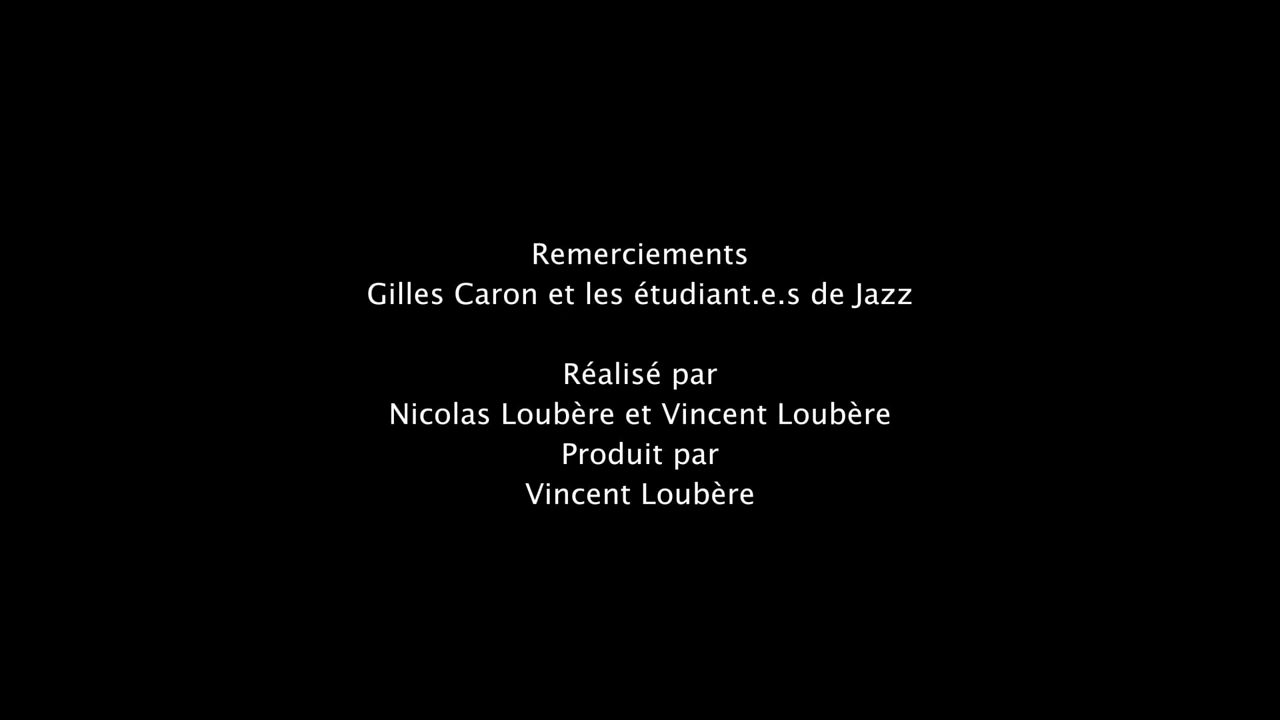 Remerciements
Gilles Caron et les étudiant.e.s de Jazz
Réalisé par
Nicolas Loubère et Vincent Loubère
Produit par
Vincent Loubère